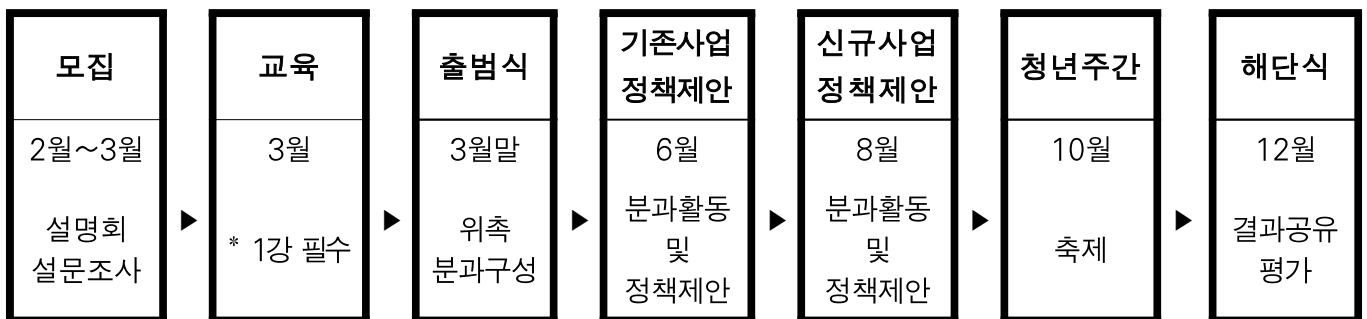 모집
2월~3월
설명회
설문조사
▶
교육
3월
* 1강 필수
▶
출범식
3월말
위촉
분과구성
▶
기존사업
정책제안
6월
분과활동
및
정책제안
▶
신규사업
정책제안
8월
분과활동
및
정책제안
▶
청년주간
10월
축제
▶
해단식
12월
결과공유
평가